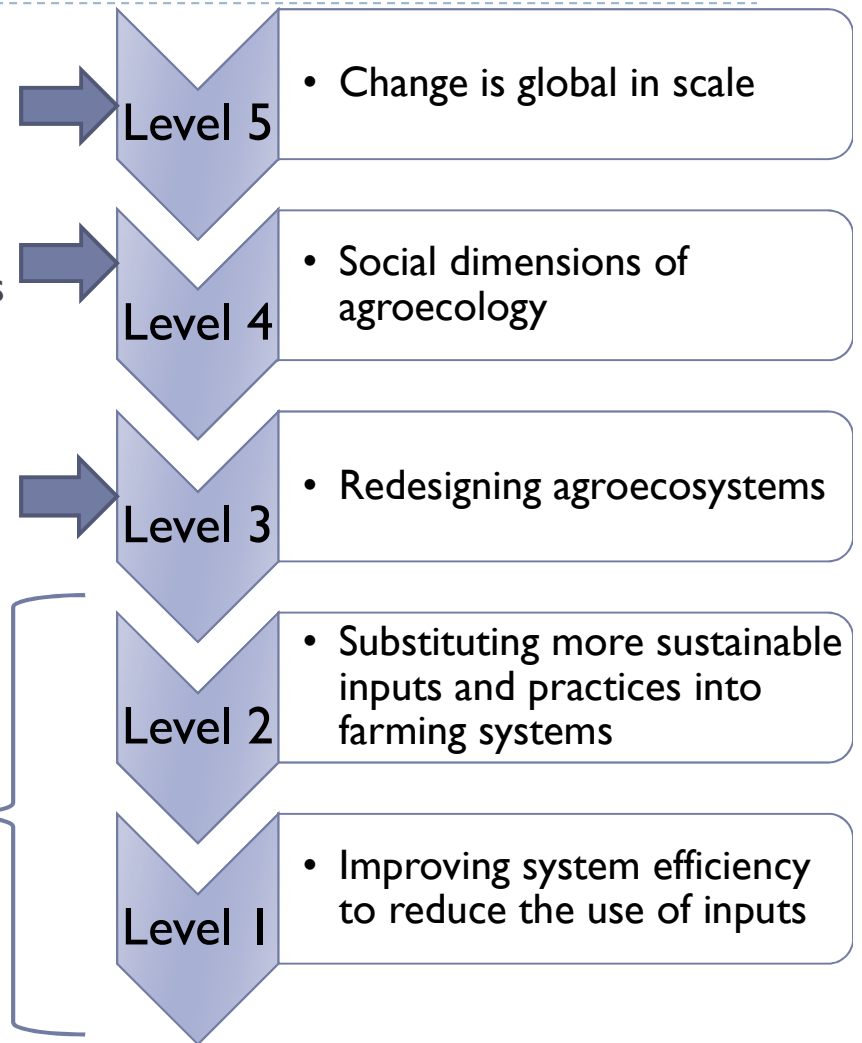 Level 5
• Change is global in scale
s
Level 4
• Social dimensions of
agroecology
Level 3
• Redesigning agroecosystems
Level 2
• Substituting more sustainable
inputs and practices into
farming systems
Level 1
• Improving system efficiency
to reduce the use of inputs